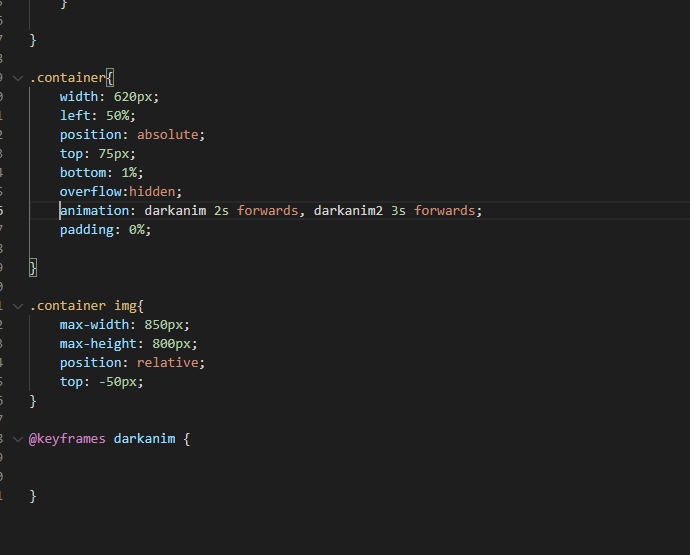 }
}
.container{
width: 620px;
left: 50%;
position: absolute;
top: 75px;
bottom: 1%;
overflow:hidden;
animation: darkanim 2s forwards, darkanim2 3s forwards;
padding: 0%;
}
.container img{
max-width: 850px;
max-height: 800px;
position: relative;
top: -50px;
}
@keyframes darkanim {
}